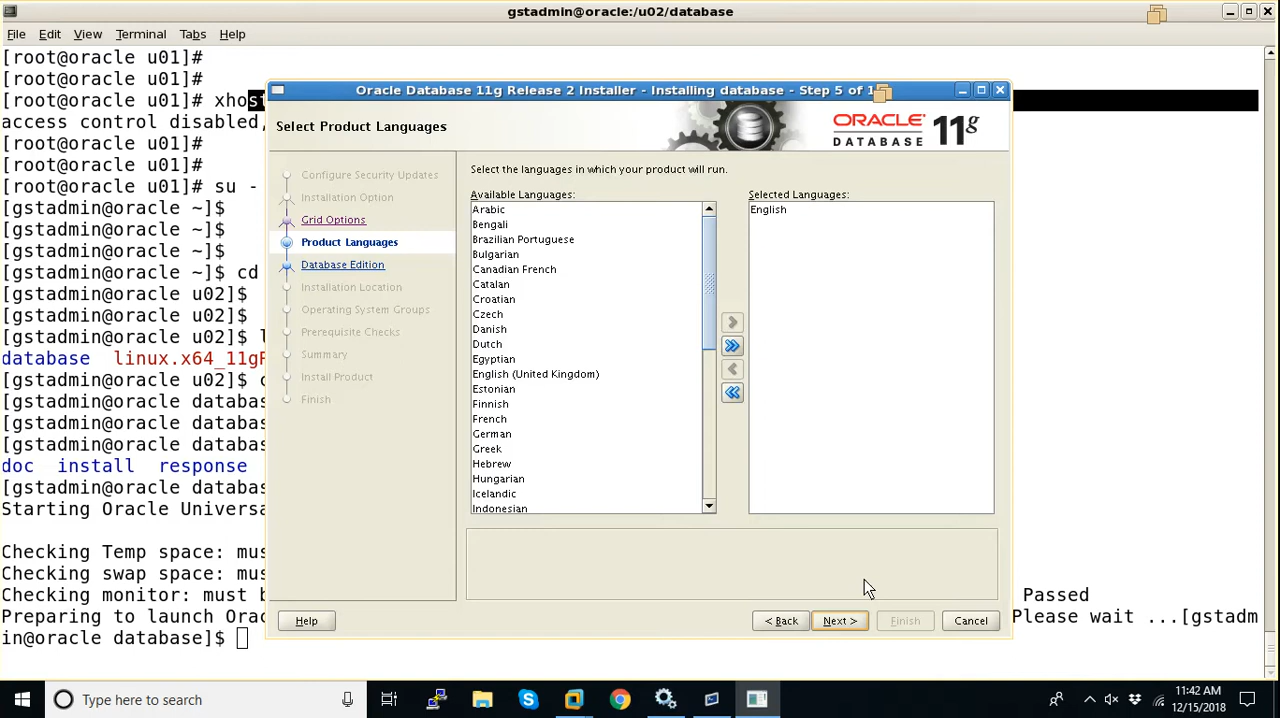 gstadmin@oracle:/u02/database
File Edit View Terminal Tabs Help
[root@oracle u01]#
[root@oracle u01]#
[root@oracle u01]# xhost
access control disabled,
[root@oracle u01]#
[root@oracle u01]#
[root@oracle u01]# su -
[gstadmin@oracle ~]$
[gstadmin@oracle ~]$
[gstadmin@oracle ~]$
[gstadmin@oracle ~]$ cd
[gstadmin@oracle u02]$
[gstadmin@oracle u02]$
[gstadmin@oracle u02]$ l
database linux.x64_11gR
[gstadmin@oracle u02]$ c
[gstadmin@oracle databas
[gstadmin@oracle databas
[gstadmin@oracle databas
doc install response
[gstadmin@oracle databas
Starting Oracle Universa
Checking Temp space: mus
Checking swap space: mus
Checking monitor: must b Passed
Preparing to launch Orac Please wait ...[gstadm
in@oracle database]$
Oracle Database 11g Release 2 Installer - Installing database - Step 5 of 1
Select Product Languages
ORACLE DATABASE 11g
Configure Security Updates
Installation Option
Grid Options
Product Languages
Database Edition
Installation Location
Operating System Groups
Prerequisite Checks
Summary
Install Product
Finish
Select the languages in which your product will run.
Available Languages:
Arabic
Bengali
Brazilian Portuguese
Bulgarian
Canadian French
Catalan
Croatian
Czech
Danish
Dutch
Egyptian
English (United Kingdom)
Estonian
Finnish
French
German
Greek
Hebrew
Hungarian
Icelandic
Indonesian
Selected Languages:
English
Help
< Back
Next >
Finish
Cancel
Type here to search
11:42 AM
12/15/2018